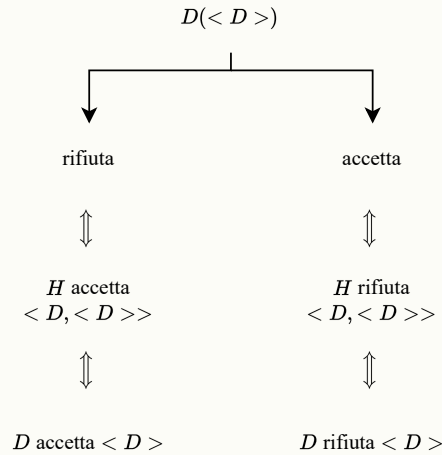 D(< D >)
rifiuta
accetta
⇕
⇕
H accetta
< D, < D >>
H rifiuta
< D, < D >>
⇕
⇕
D accetta < D >
D rifiuta < D >